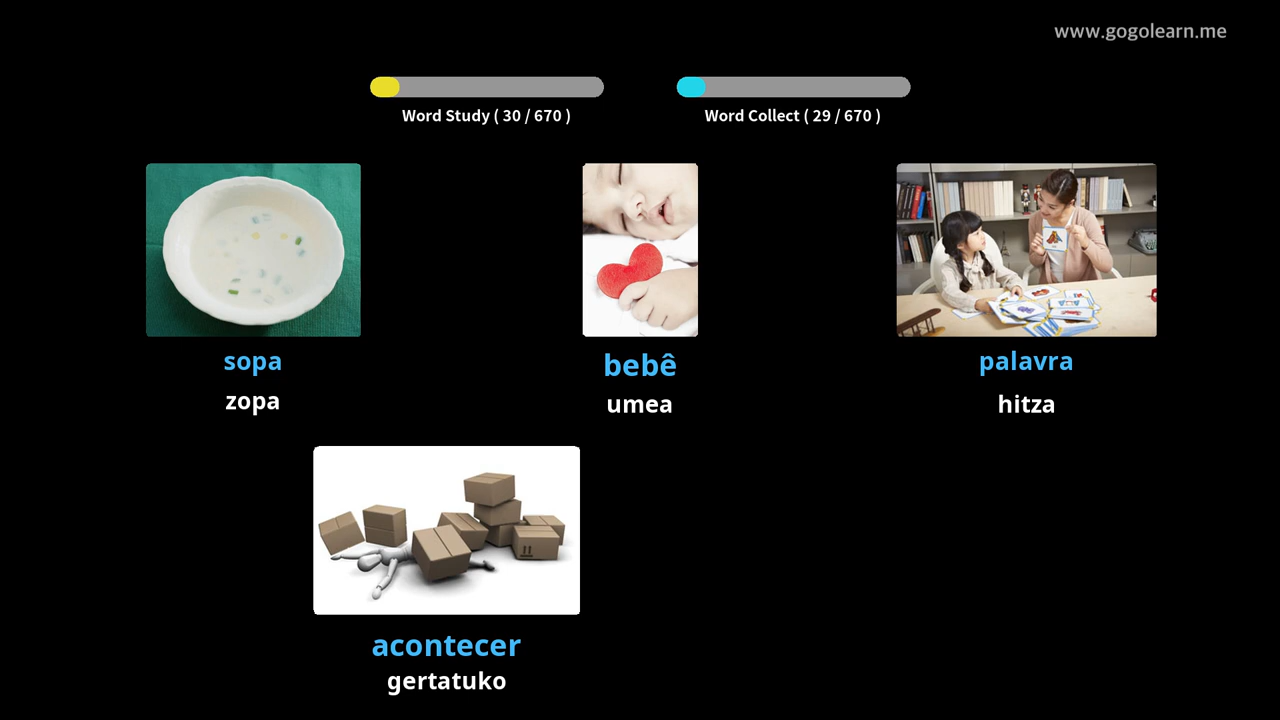 www.gogolearn.me
Word Study ( 30 / 670 )
Word Collect ( 29 / 670 )
sopa
zopa
bebê
umea
palavra
hitza
acontecer
gertatuko